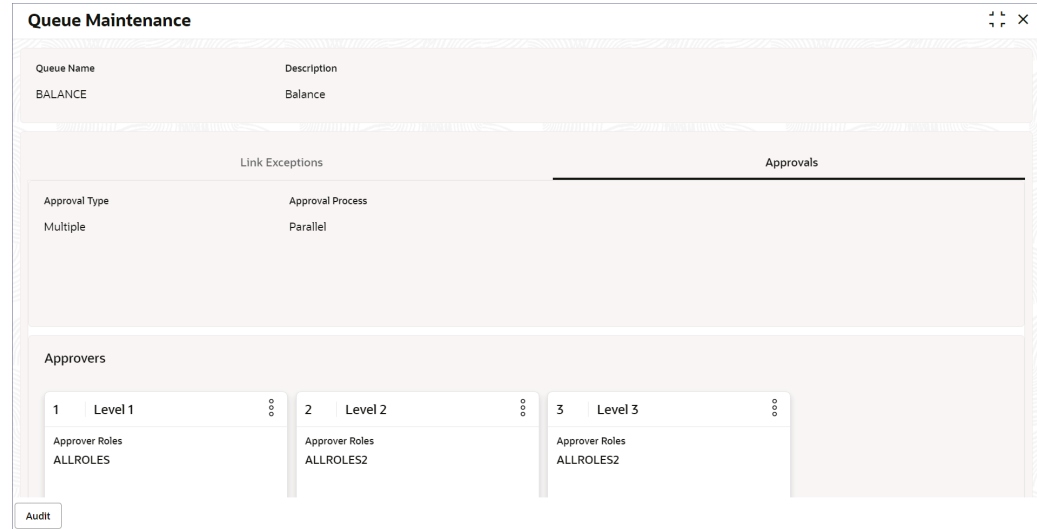 Queue Maintenance
Queue Name Description
BALANCE Balance
Link Exceptions Approvals
Approval Type Approval Process
Multiple Parallel
Approvers
1 Level 1 2 Level 2 3 Level 3
Approver Roles Approver Roles Approver Roles
ALLROLES ALLROLES2 ALLROLES2
Audit